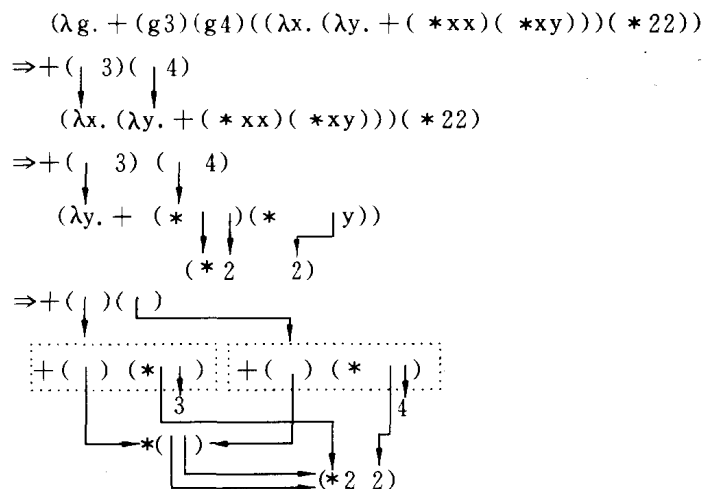 (λg.+(g3)(g4)((λx.(λy.+(*xx)(*xy)))(*22))
⇒+( 3)( 4)
(λx.(λy.+(*xx)(*xy)))(*22)
⇒+( 3)( 4)
(λy.+ (* )(* y))
(*2 2)
⇒+( )( )
+( ) (* ) +( ) (* )
3 4
*( )
(*2 2)